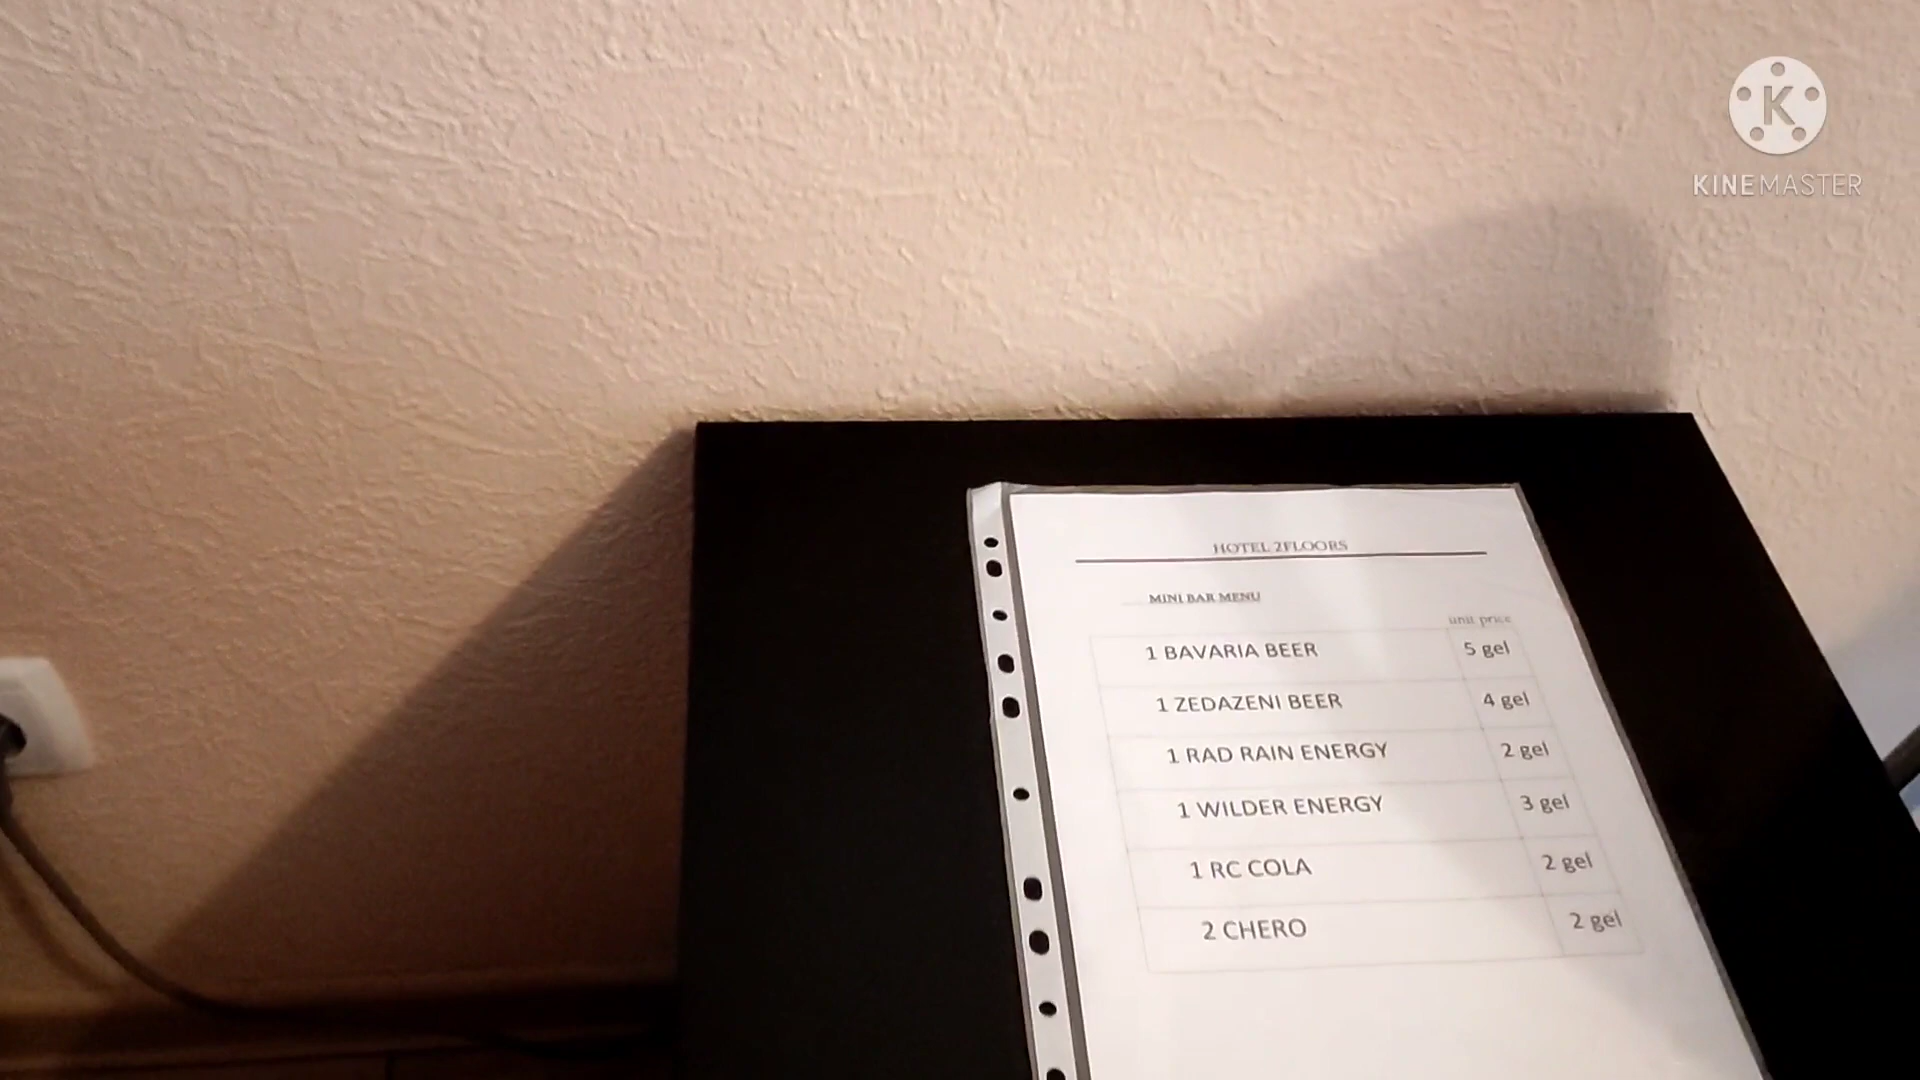 KINEMASTER
HOTEL 2FLOORS
MINI BAR MENU
unit price
1 BAVARIA BEER 5 gel
1 ZEDAZENI BEER 4 gel
1 RAD RAIN ENERGY 2 gel
1 WILDER ENERGY 3 gel
1 RC COLA 2 gel
2 CHERO 2 gel